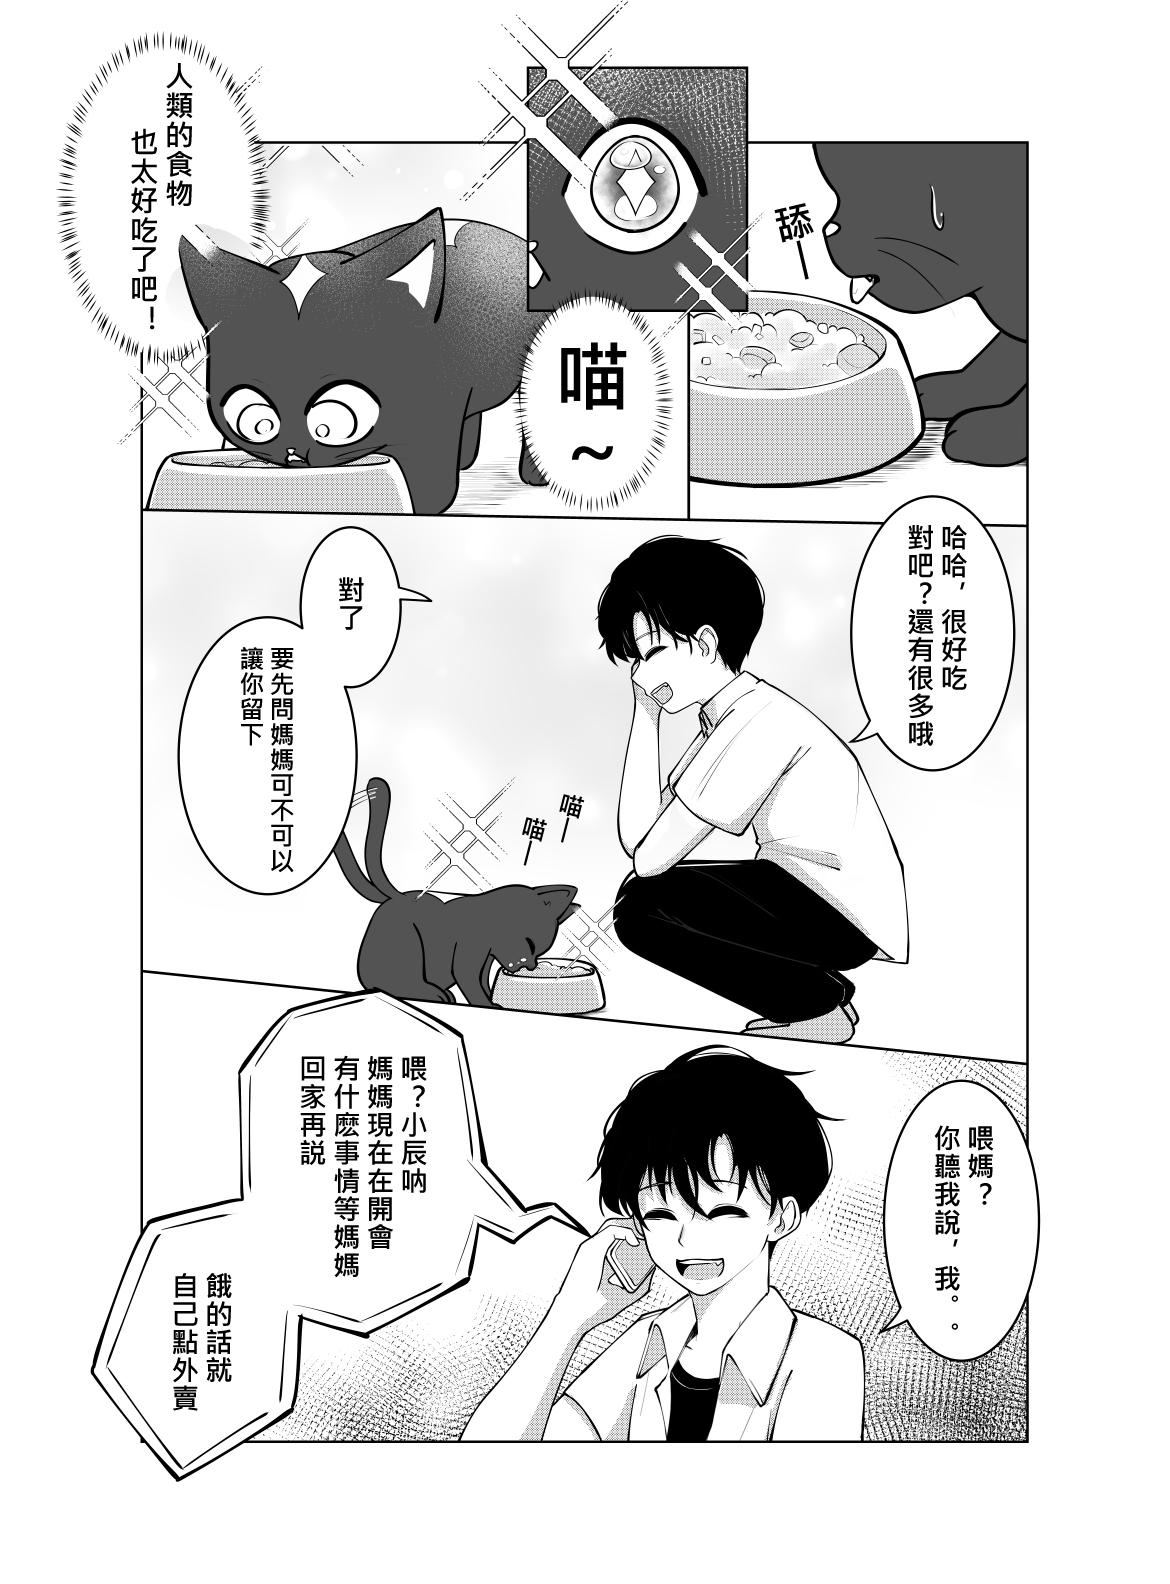 舔—
喵~
人類的食物
也太好吃了吧！
哈哈，很好吃
對吧？還有很多哦
對了
要先問媽媽可不可以
讓你留下
喵—
喵—
喂媽？
你聽我說，我。。
喂？小辰吶
媽媽現在在開會
有什麽事情等媽媽
回家再説
餓的話就
自己點外賣